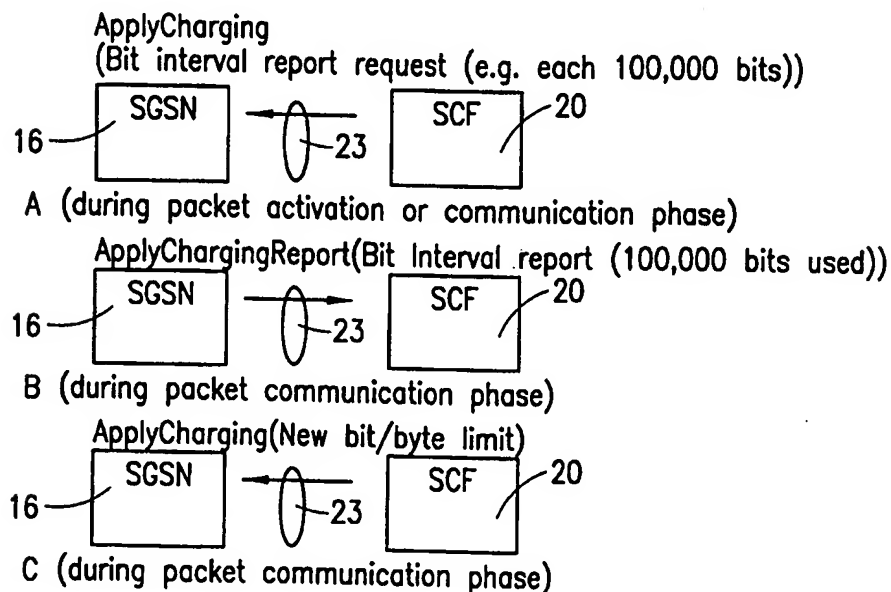 ApplyCharging
(Bit interval report request (e.g. each 100,000 bits))
SGSN SCF 20
16 23
A (during packet activation or communication phase)
ApplyChargingReport(Bit Interval report (100,000 bits used))
SGSN SCF 20
16 23
B (during packet communication phase)
ApplyCharging(New bit/byte limit)
SGSN SCF 20
16 23
C (during packet communication phase)